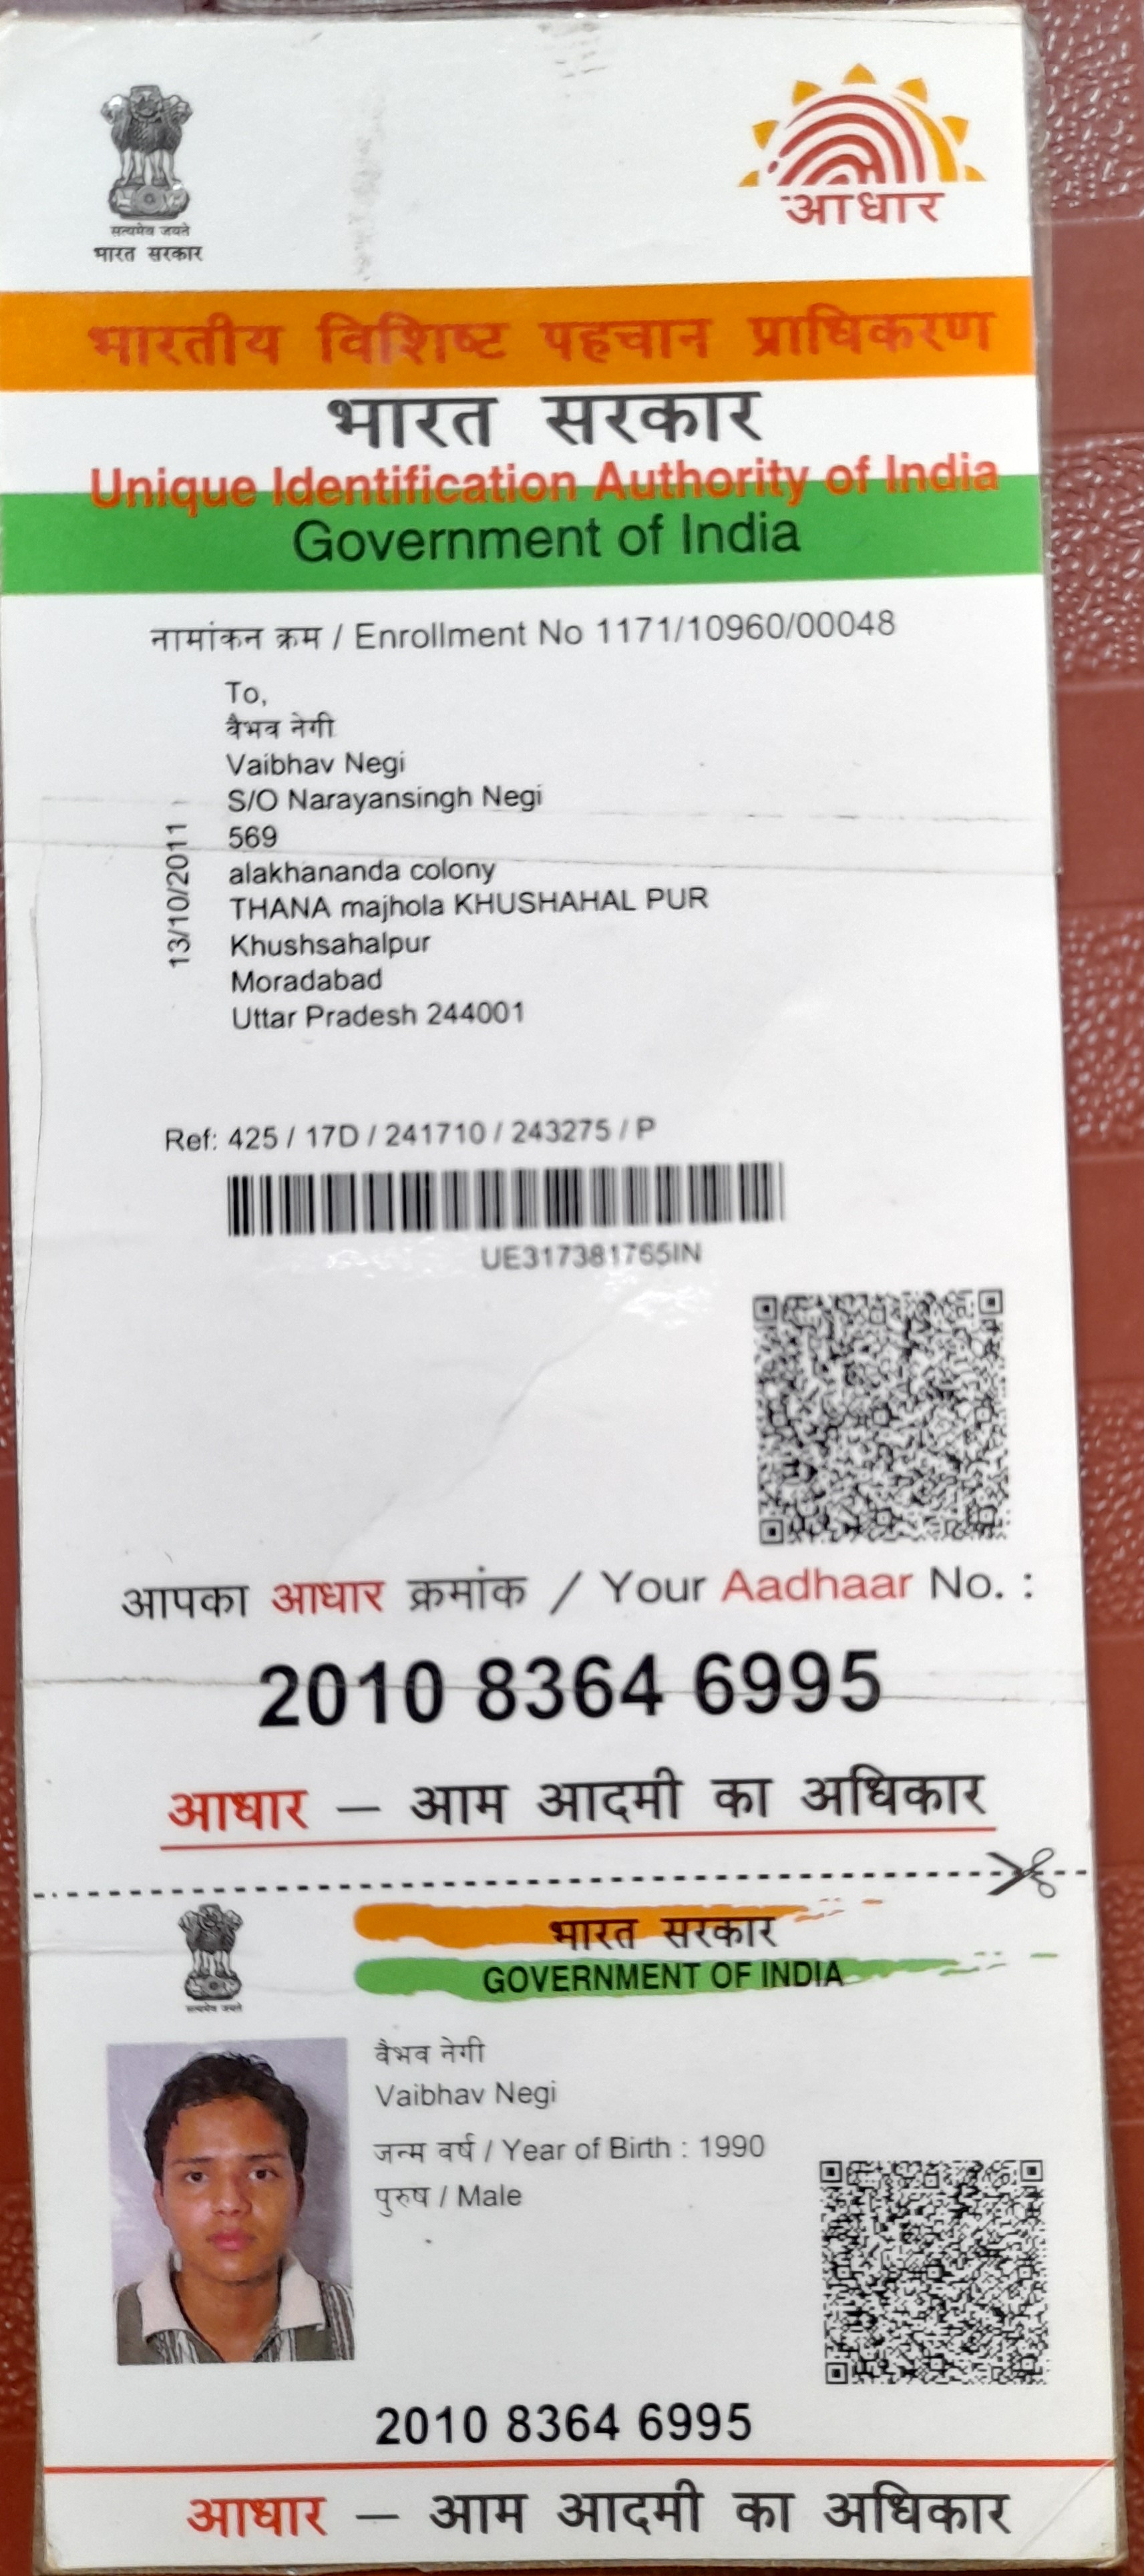 सत्यमेव जयते
भारत सरकार
आधार
भारतीय विशिष्ट पहचान प्राधिकरण
भारत सरकार
Unique Identification Authority of India
Government of India
नामांकन क्रम / Enrollment No 1171/10960/00048
To,
वैभव नेगी
Vaibhav Negi
S/O Narayansingh Negi
569
alakhananda colony
THANA majhola KHUSHAHAL PUR
Khushsahalpur
Moradabad
Uttar Pradesh 244001
13/10/2011
Ref: 425 / 17D / 241710 / 243275 / P
UE317381765IN
आपका आधार क्रमांक / Your Aadhaar No. :
2010 8364 6995
आधार – आम आदमी का अधिकार
भारत सरकार
GOVERNMENT OF INDIA
सत्यमेव जयते
वैभव नेगी
Vaibhav Negi
जन्म वर्ष / Year of Birth : 1990
पुरुष / Male
2010 8364 6995
आधार – आम आदमी का अधिकार